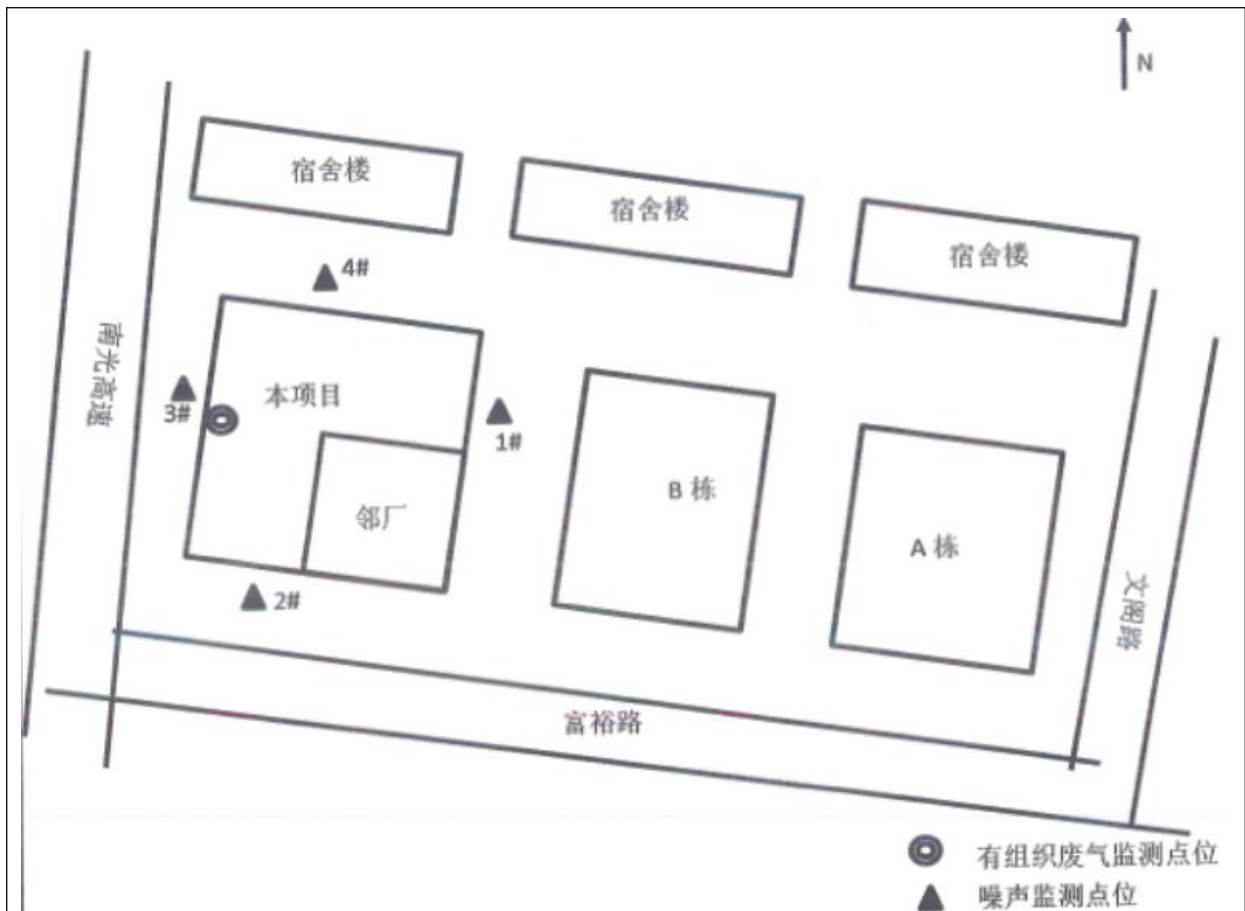 N
宿舍楼
宿舍楼
宿舍楼
4#
南光高速
本项目
3#
1#
B 栋
邻厂
A 栋
2#
文阁路
富裕路
有组织废气监测点位
噪声监测点位